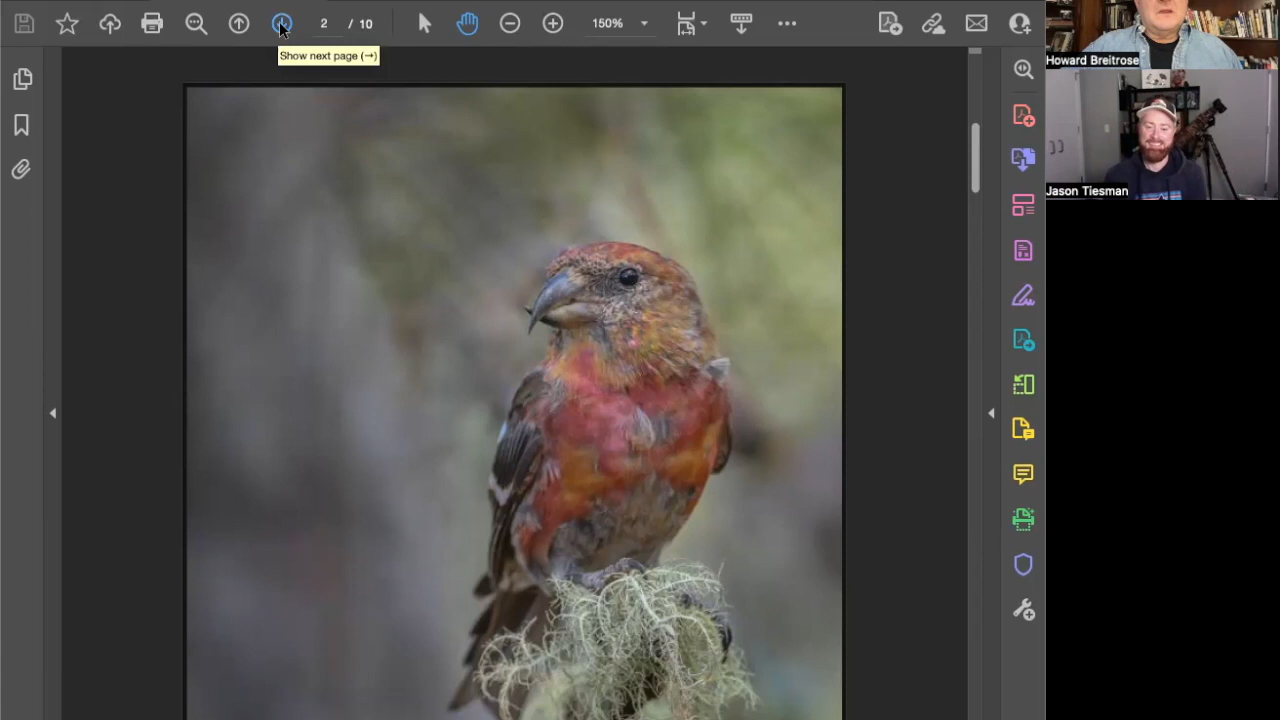 2 / 10
150%
Show next page (→)
Howard Breitrose
Jason Tiesman